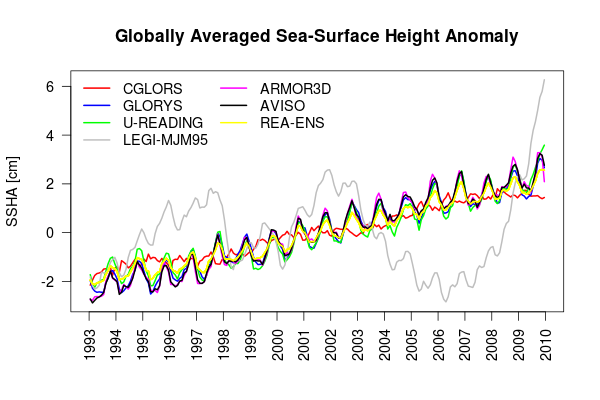 Globally Averaged Sea-Surface Height Anomaly
SSHA [cm]
6
4
2
0
-2
CGLORS
GLORYS
U-READING
LEGI-MJM95
ARMOR3D
AVISO
REA-ENS
1993
1994
1995
1996
1997
1998
1999
2000
2001
2002
2003
2004
2005
2006
2007
2008
2009
2010